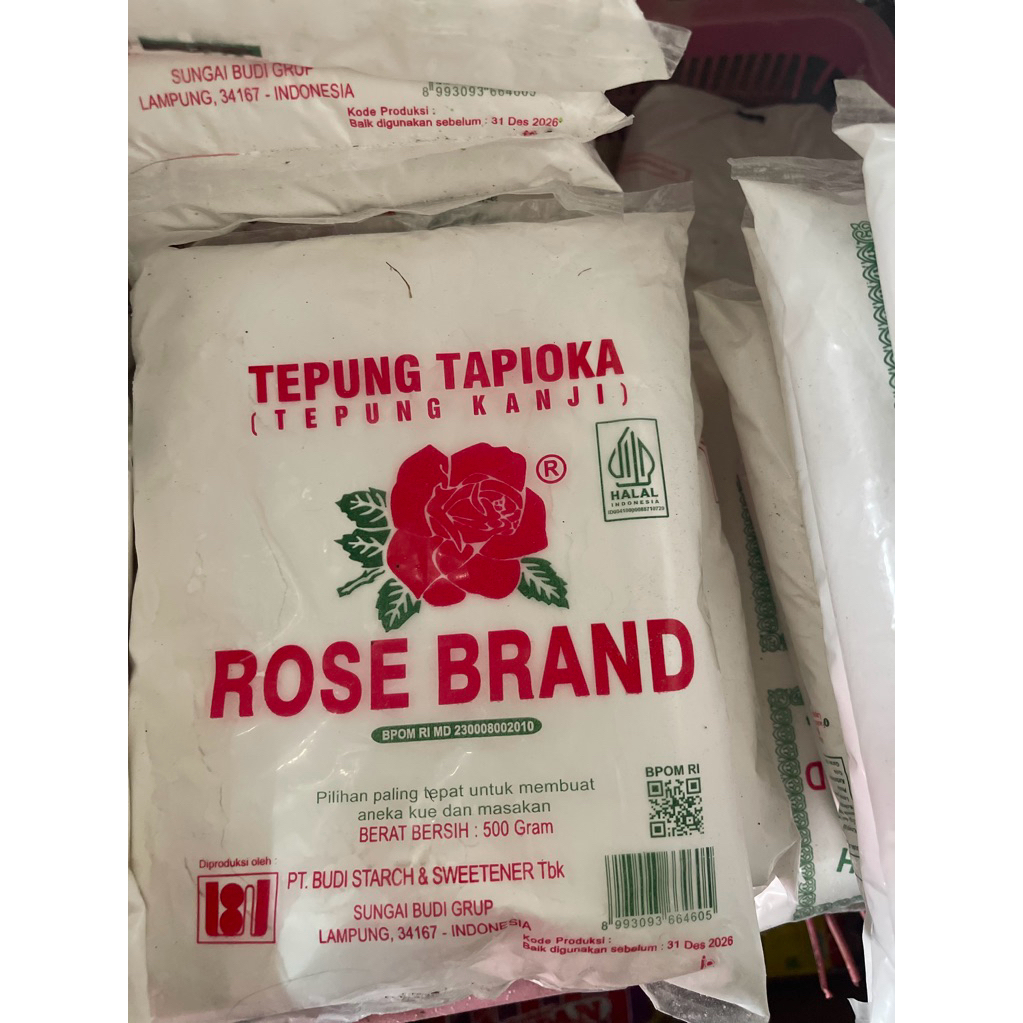 SUNGAI BUDI GRUP
LAMPUNG, 34167 - INDONESIA
8 993093 664605
Kode Produksi :
Baik digunakan sebelum : 31 Des 2026
TEPUNG TAPIOKA
(TEPUNG KANJI)
®
HALAL
INDONESIA
ROSE BRAND
BPOM RI MD 230008002010
Pilihan paling tepat untuk membuat
aneka kue dan masakan
BERAT BERSIH : 500 Gram
BPOM RI
Diproduksi oleh :
PT. BUDI STARCH & SWEETENER Tbk
SUNGAI BUDI GRUP
LAMPUNG, 34167 - INDONESIA
8 993093 664605
Kode Produksi :
Baik digunakan sebelum : 31 Des 2026